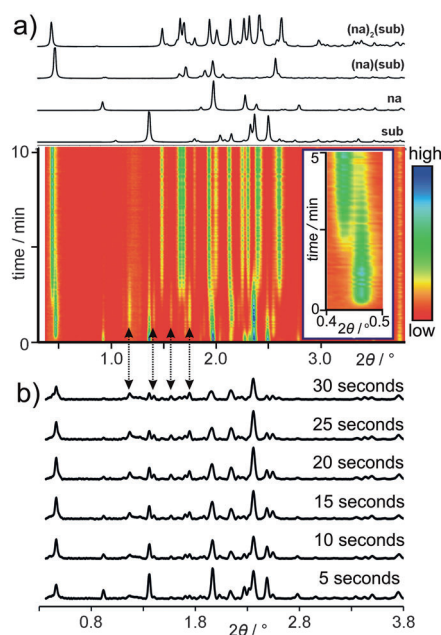 a)
(na)₂(sub)
(na)(sub)
na
sub
10
5
0
time / min
high
low
5
0
time / min
0.4
0.5
2θ / °
1.0
2.0
3.0
2θ / °
b)
30 seconds
25 seconds
20 seconds
15 seconds
10 seconds
5 seconds
0.8
1.8
2.8
3.8
2θ / °